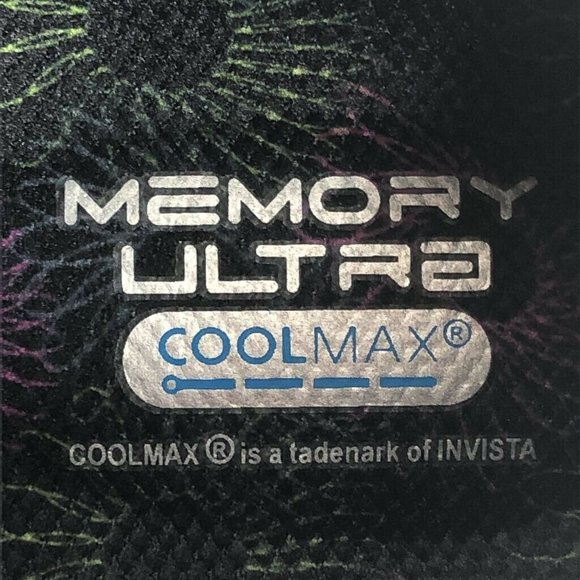 MEMORY
ULTRA
COOLMAX®
COOLMAX ® is a tadenark of INVISTA